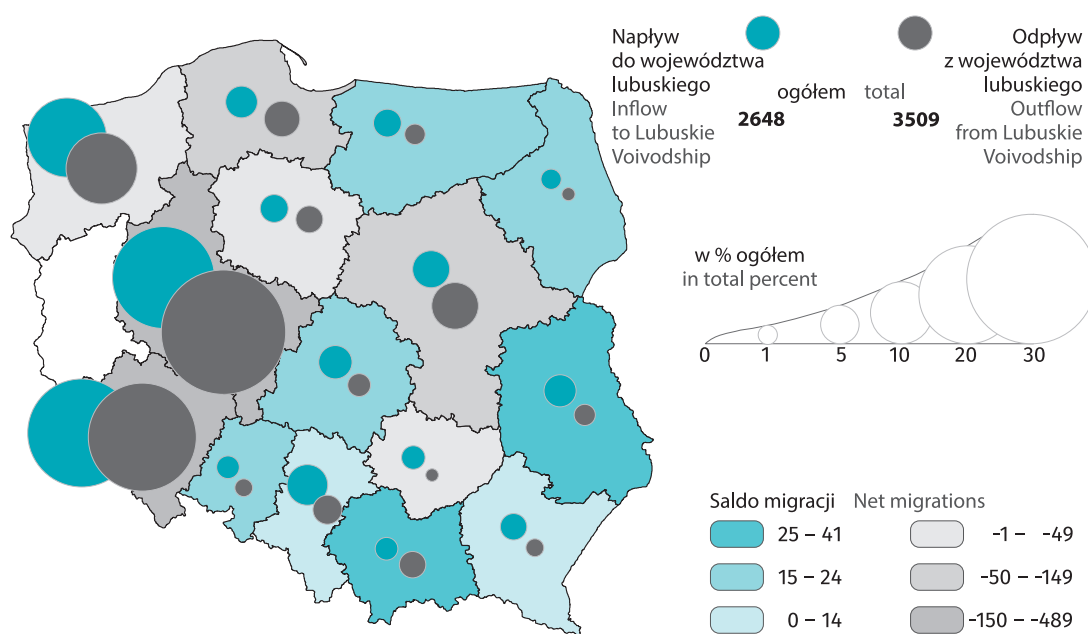 Napływ
do województwa
lubuskiego
Inflow
to Lubuskie
Voivodship
ogółem total
2648 3509
Odpływ
z województwa
lubuskiego
Outflow
from Lubuskie
Voivodship
w % ogółem
in total percent
0 1 5 10 20 30
Saldo migracji Net migrations
25 – 41 -1 – -49
15 – 24 -50 – -149
0 – 14 -150 – -489